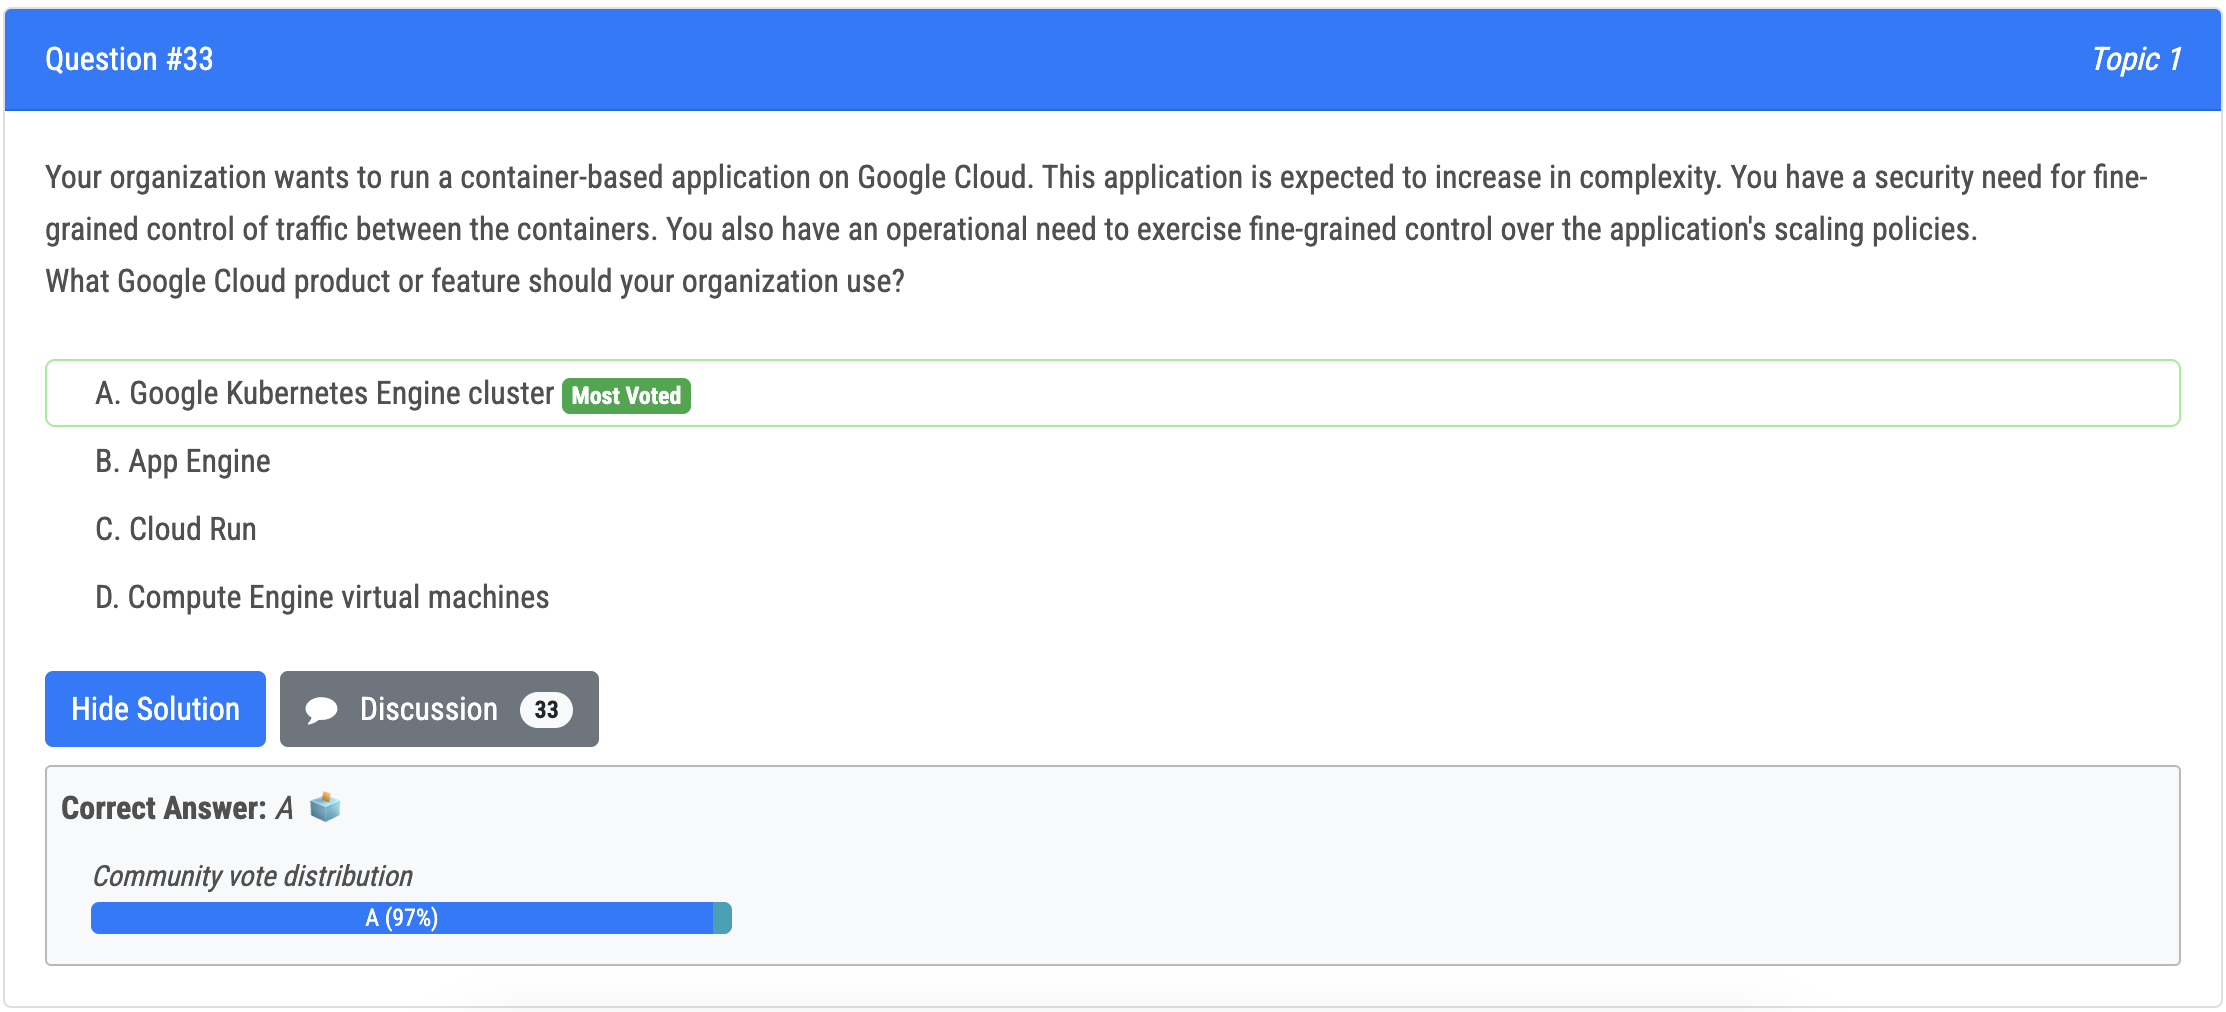 Question #33
Topic 1
Your organization wants to run a container-based application on Google Cloud. This application is expected to increase in complexity. You have a security need for fine-
grained control of traffic between the containers. You also have an operational need to exercise fine-grained control over the application's scaling policies.
What Google Cloud product or feature should your organization use?
A. Google Kubernetes Engine cluster Most Voted
B. App Engine
C. Cloud Run
D. Compute Engine virtual machines
Hide Solution
Discussion 33
Correct Answer: A
Community vote distribution
A (97%)